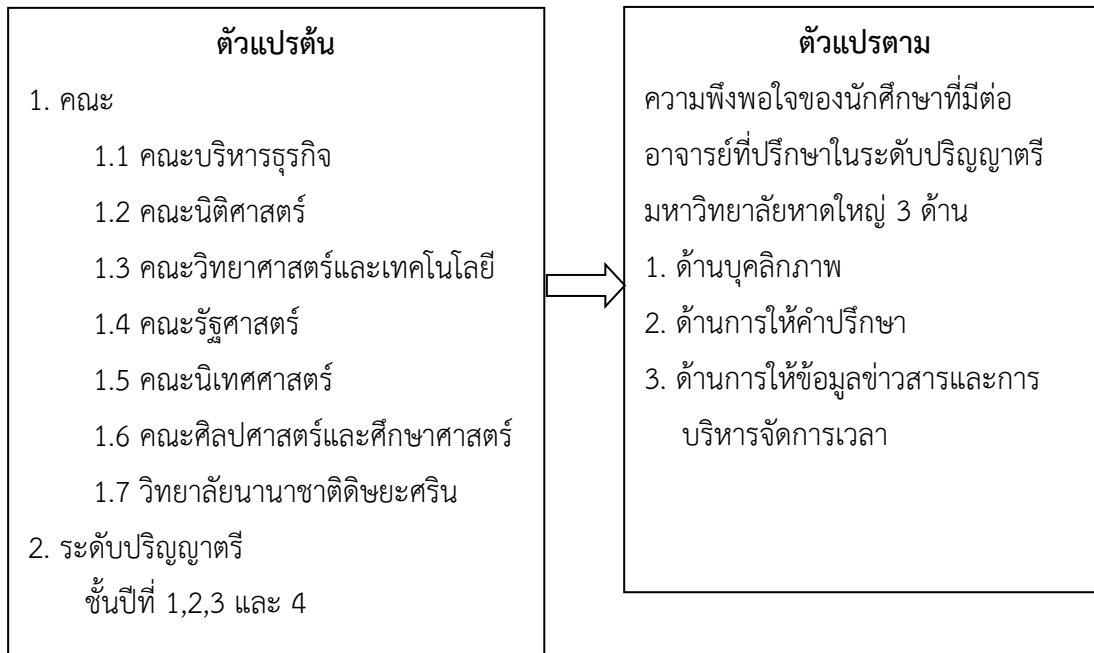 ตัวแปรต้น
1. คณะ
1.1 คณะบริหารธุรกิจ
1.2 คณะนิติศาสตร์
1.3 คณะวิทยาศาสตร์และเทคโนโลยี
1.4 คณะรัฐศาสตร์
1.5 คณะนิเทศศาสตร์
1.6 คณะศิลปศาสตร์และศึกษาศาสตร์
1.7 วิทยาลัยนานาชาติดิษยะศริน
2. ระดับปริญญาตรี
ชั้นปีที่ 1,2,3 และ 4
ตัวแปรตาม
ความพึงพอใจของนักศึกษาที่มีต่อ
อาจารย์ที่ปรึกษาในระดับปริญญาตรี
มหาวิทยาลัยหาดใหญ่ 3 ด้าน
1. ด้านบุคลิกภาพ
2. ด้านการให้คำปรึกษา
3. ด้านการให้ข้อมูลข่าวสารและการ
บริหารจัดการเวลา